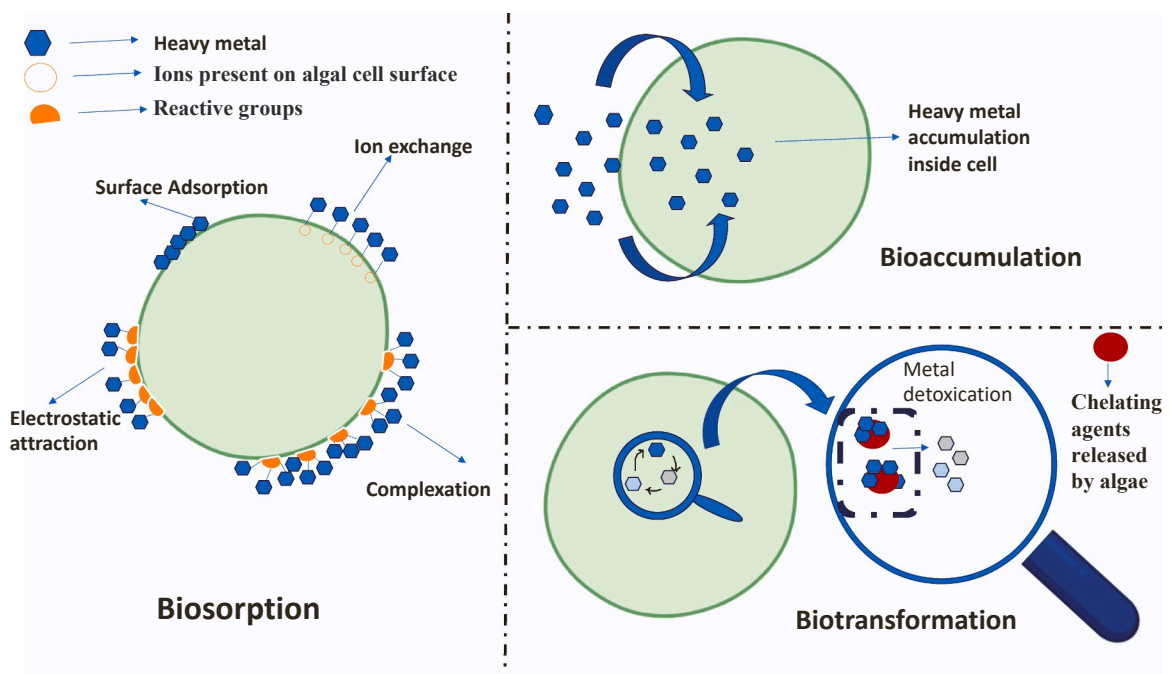 Heavy metal
Ions present on algal cell surface
Reactive groups
Ion exchange
Surface Adsorption
Electrostatic
attraction
Complexation
Biosorption
Heavy metal
accumulation
inside cell
Bioaccumulation
Metal
detoxication
Chelating
agents
released
by algae
Biotransformation